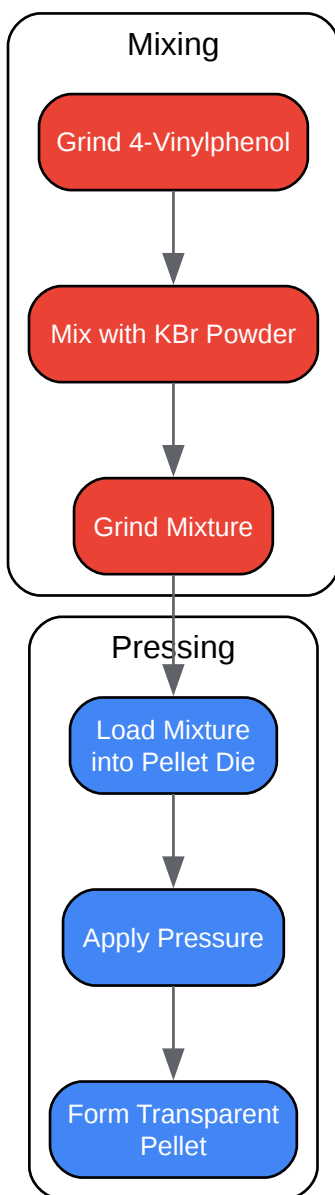 Mixing
Grind 4-Vinylphenol
Mix with KBr Powder
Grind Mixture
Pressing
Load Mixture
into Pellet Die
Apply Pressure
Form Transparent
Pellet